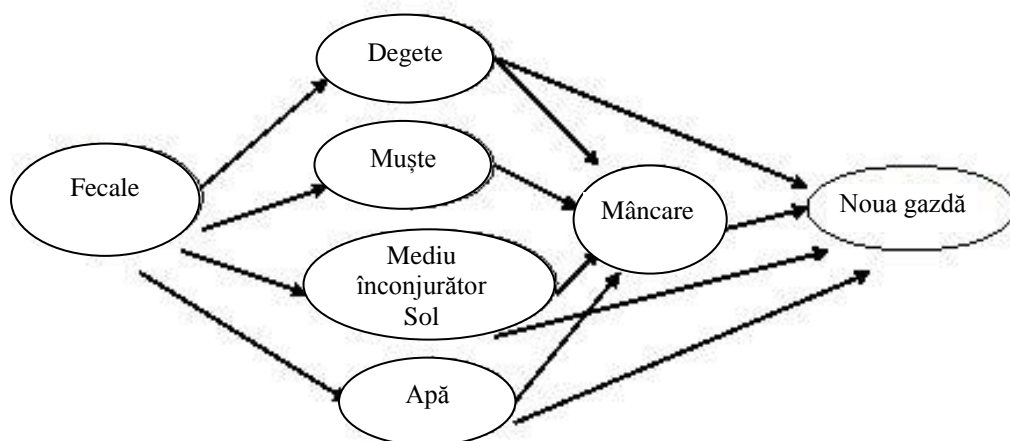 Degete
Muște
Fecale
Mâncare
Noua gazdă
Mediu
înconjurător
Sol
Apă